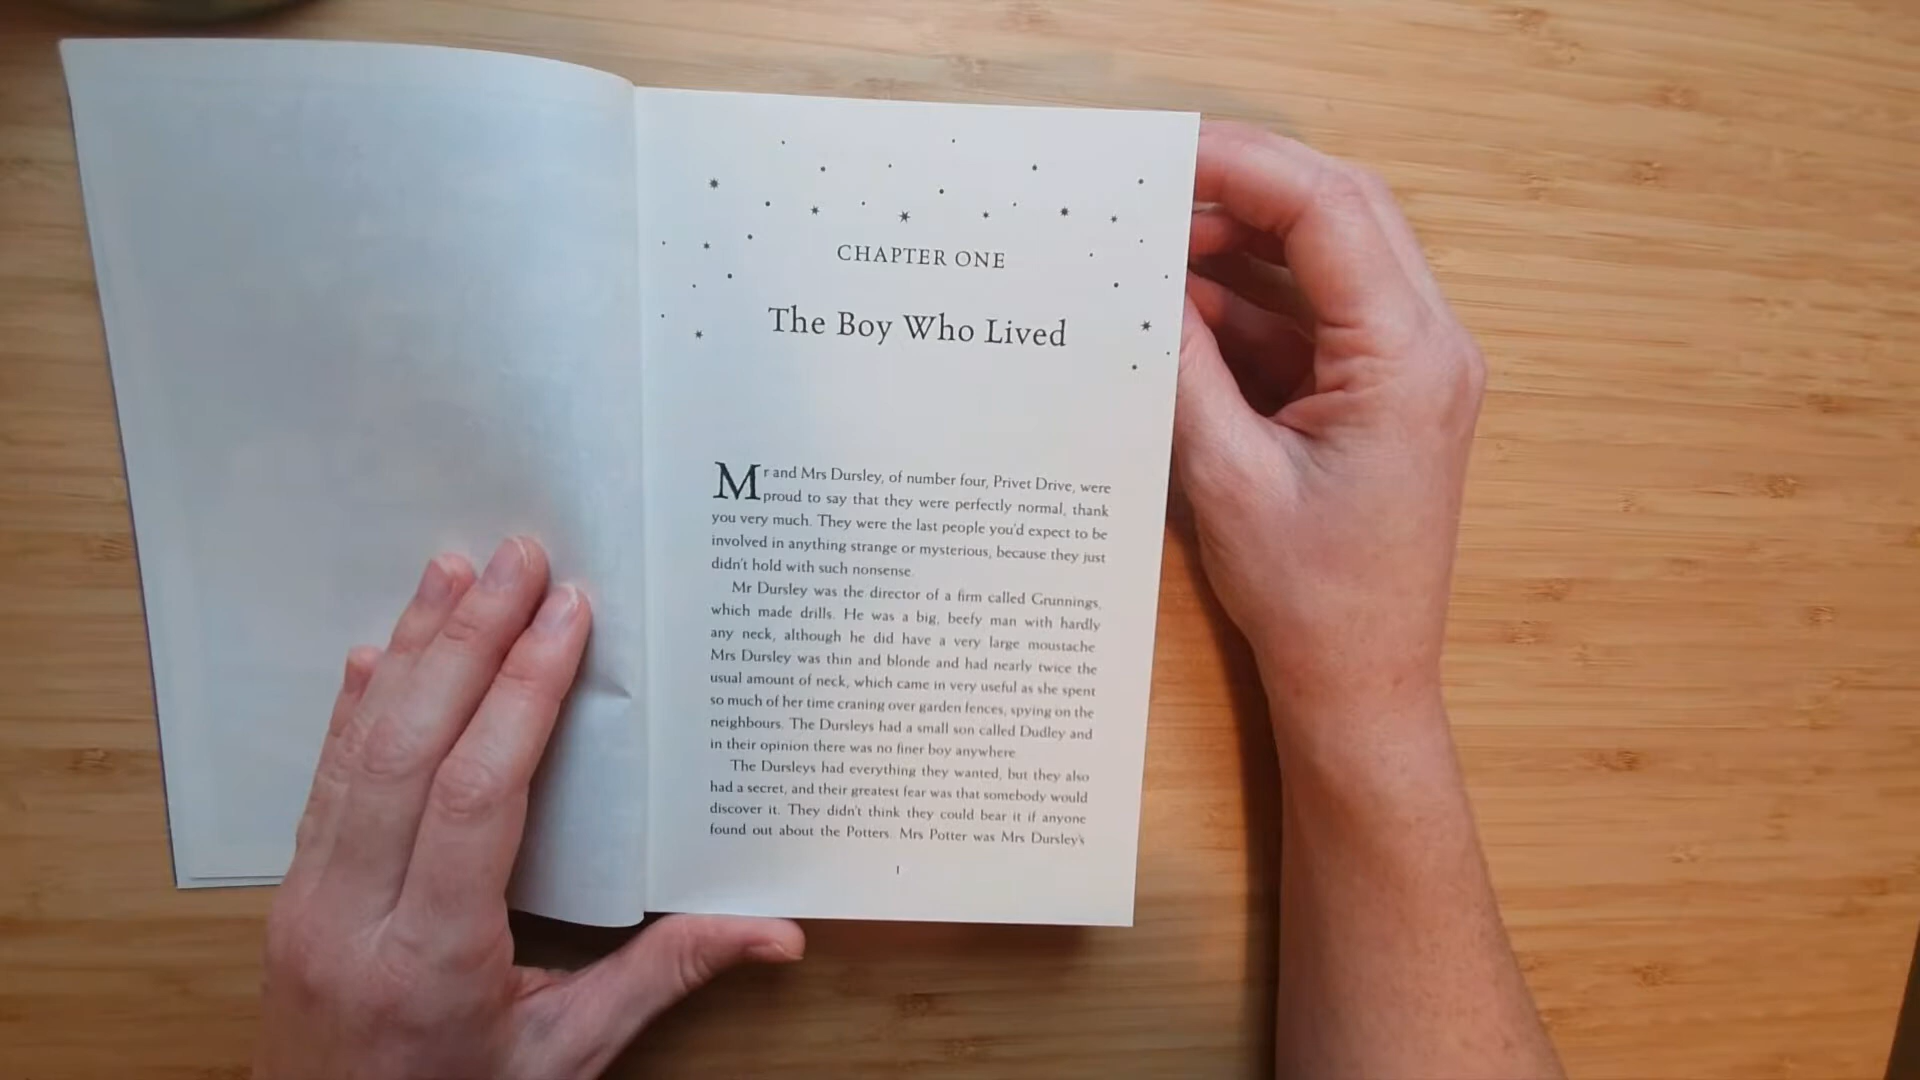 CHAPTER ONE
The Boy Who Lived
Mr and Mrs Dursley, of number four, Privet Drive, were
proud to say that they were perfectly normal, thank
you very much. They were the last people you'd expect to be
involved in anything strange or mysterious, because they just
didn't hold with such nonsense.
Mr Dursley was the director of a firm called Grunnings,
which made drills. He was a big, beefy man with hardly
any neck, although he did have a very large moustache.
Mrs Dursley was thin and blonde and had nearly twice the
usual amount of neck, which came in very useful as she spent
so much of her time craning over garden fences, spying on the
neighbours. The Dursleys had a small son called Dudley and
in their opinion there was no finer boy anywhere.
The Dursleys had everything they wanted, but they also
had a secret, and their greatest fear was that somebody would
discover it. They didn't think they could bear it if anyone
found out about the Potters. Mrs Potter was Mrs Dursley's
1